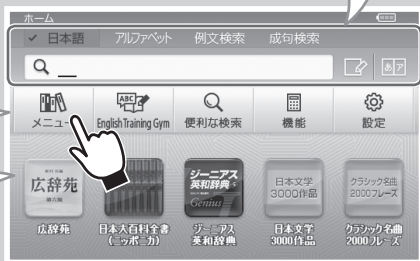 ホーム
✓ 日本語 アルファベット 例文検索 成句検索
あ ア
メニュー ABC English Training Gym 便利な検索 機能 設定
広辞苑 第六版
ジーニアス 英和辞典 Genius
日本文学 3000作品
クラシック名曲 2000フレーズ
広辞苑
日本大百科全書 (ニッポニカ)
ジーニアス 英和辞典
日本文学 3000作品
クラシック名曲 2000フレーズ